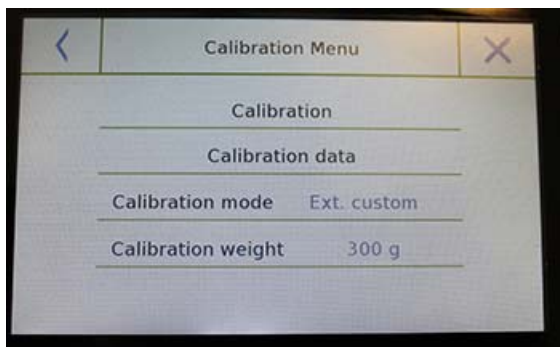 Calibration Menu
Calibration
Calibration data
Calibration mode Ext. custom
Calibration weight 300 g